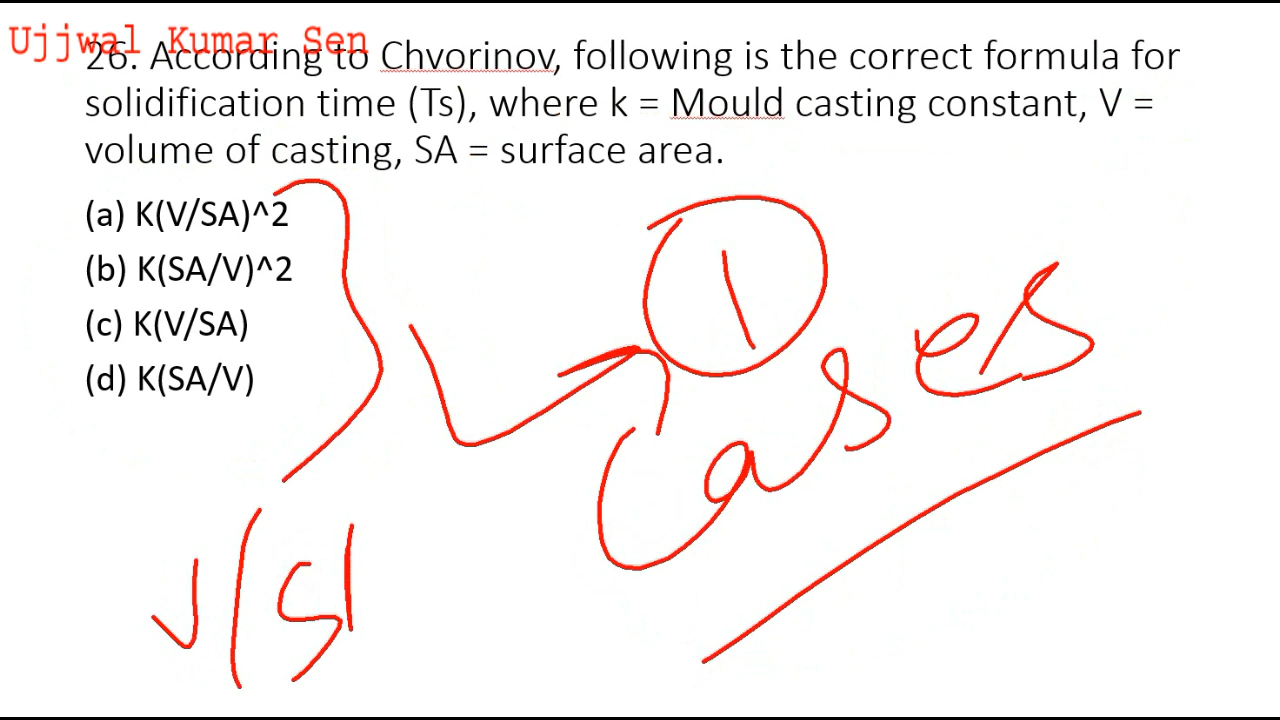 Ujjwal Kumar Sen
26. According to Chvorinov, following is the correct formula for
solidification time (Ts), where k = Mould casting constant, V =
volume of casting, SA = surface area.
(a) K(V/SA)^2
(b) K(SA/V)^2
(c) K(V/SA)
(d) K(SA/V)
1
Cases